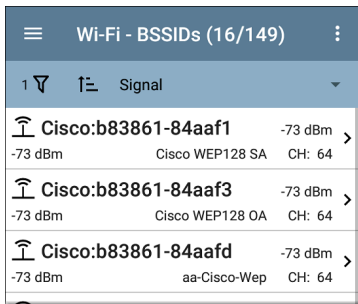 Wi-Fi - BSSIDs (16/149)
1 Signal
Cisco:b83861-84aaf1 -73 dBm
-73 dBm Cisco WEP128 SA CH: 64
Cisco:b83861-84aaf3 -73 dBm
-73 dBm Cisco WEP128 OA CH: 64
Cisco:b83861-84aafd -73 dBm
-73 dBm aa-Cisco-Wep CH: 64